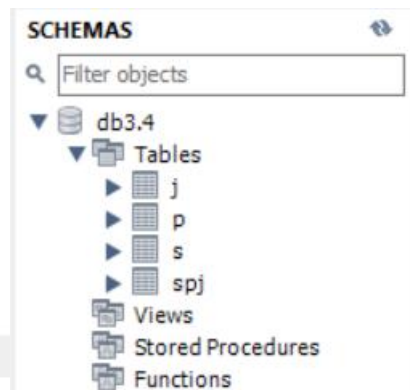 SCHEMAS
Filter objects
db3.4
Tables
j
p
s
spj
Views
Stored Procedures
Functions